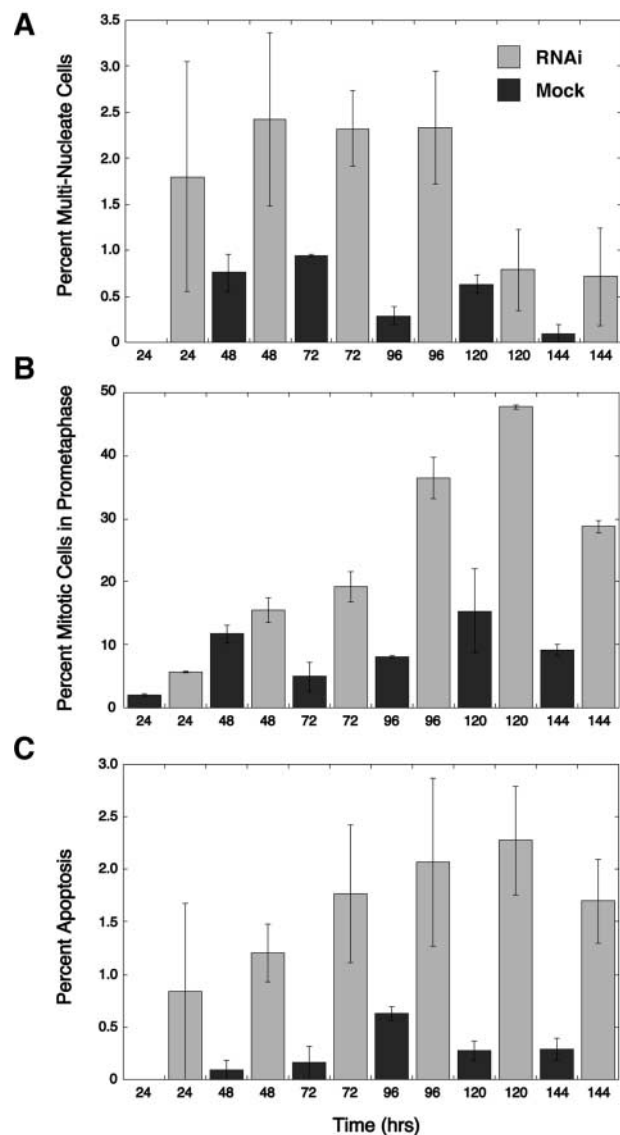 A
Percent Multi-Nucleate Cells
3.5
3.0
2.5
2.0
1.5
1.0
0.5
0
RNAi
Mock
24 24 48 48 72 72 96 96 120 120 144 144
B
Percent Mitotic Cells in Prometaphase
50
40
30
20
10
0
24 24 48 48 72 72 96 96 120 120 144 144
C
Percent Apoptosis
3.0
2.5
2.0
1.5
1.0
0.5
0
24 24 48 48 72 72 96 96 120 120 144 144
Time (hrs)